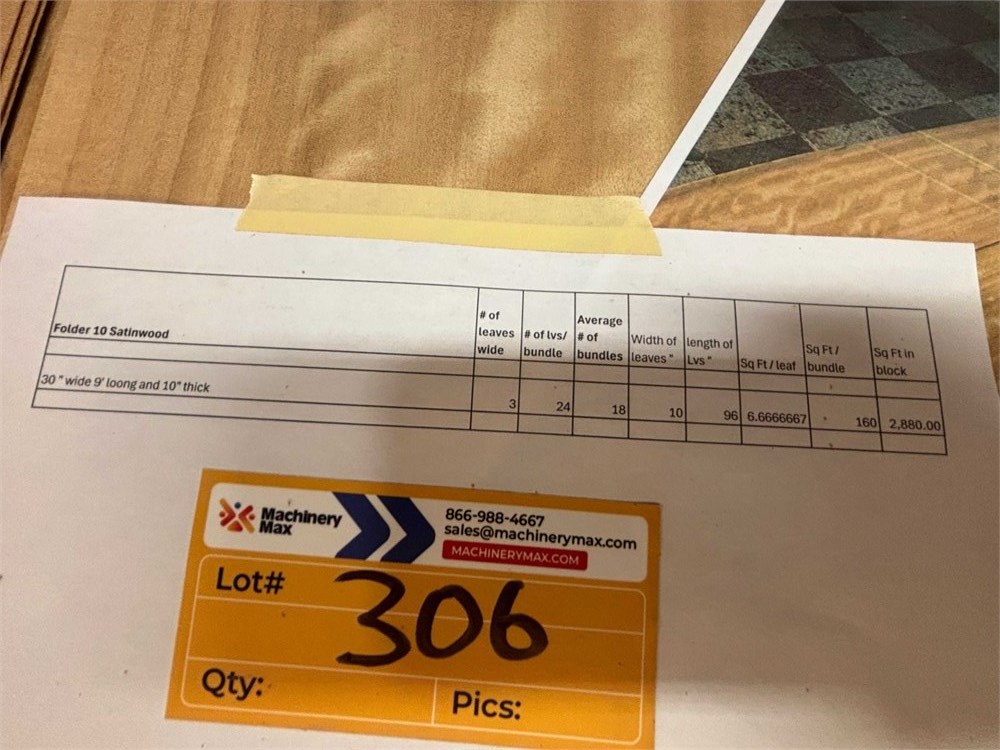 Folder 10 Satinwood
# of
leaves
wide
# of lvs/
bundle
Average
# of
bundles
Width of
leaves "
length of
Lvs "
Sq Ft / leaf
Sq Ft /
bundle
Sq Ft in
block
30 " wide 9' loong and 10" thick
3 24 18 10 96 6.6666667 160 2,880.00
Machinery
Max
866-988-4667
sales@machinerymax.com
MACHINERYMAX.COM
Lot# 306
Qty:
Pics: